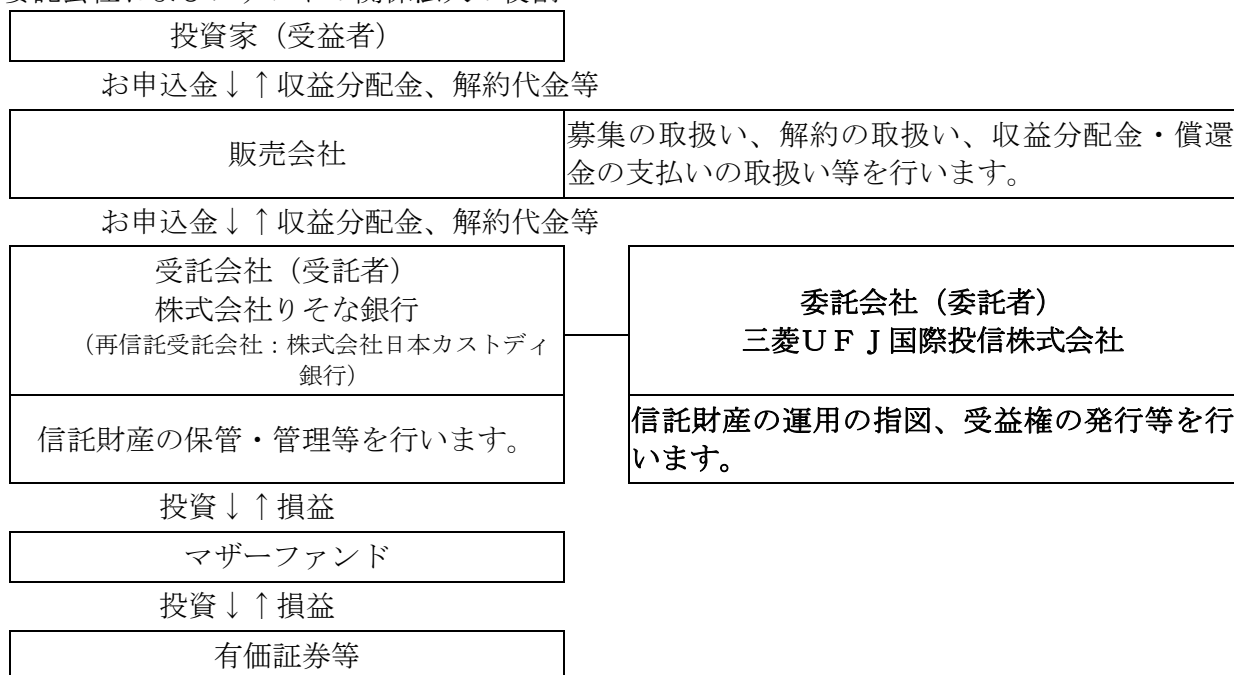 委託会社およびファンドの関係法人の役割
投資家（受益者）
お申込金↓↑収益分配金、解約代金等
販売会社
募集の取扱い、解約の取扱い、収益分配金・償還
金の支払いの取扱い等を行います。
お申込金↓↑収益分配金、解約代金等
受託会社（受託者）
株式会社りそな銀行
（再信託受託会社：株式会社日本カストディ
銀行）
委託会社（委託者）
三菱ＵＦＪ国際投信株式会社
信託財産の保管・管理等を行います。
信託財産の運用の指図、受益権の発行等を行
います。
投資↓↑損益
マザーファンド
投資↓↑損益
有価証券等